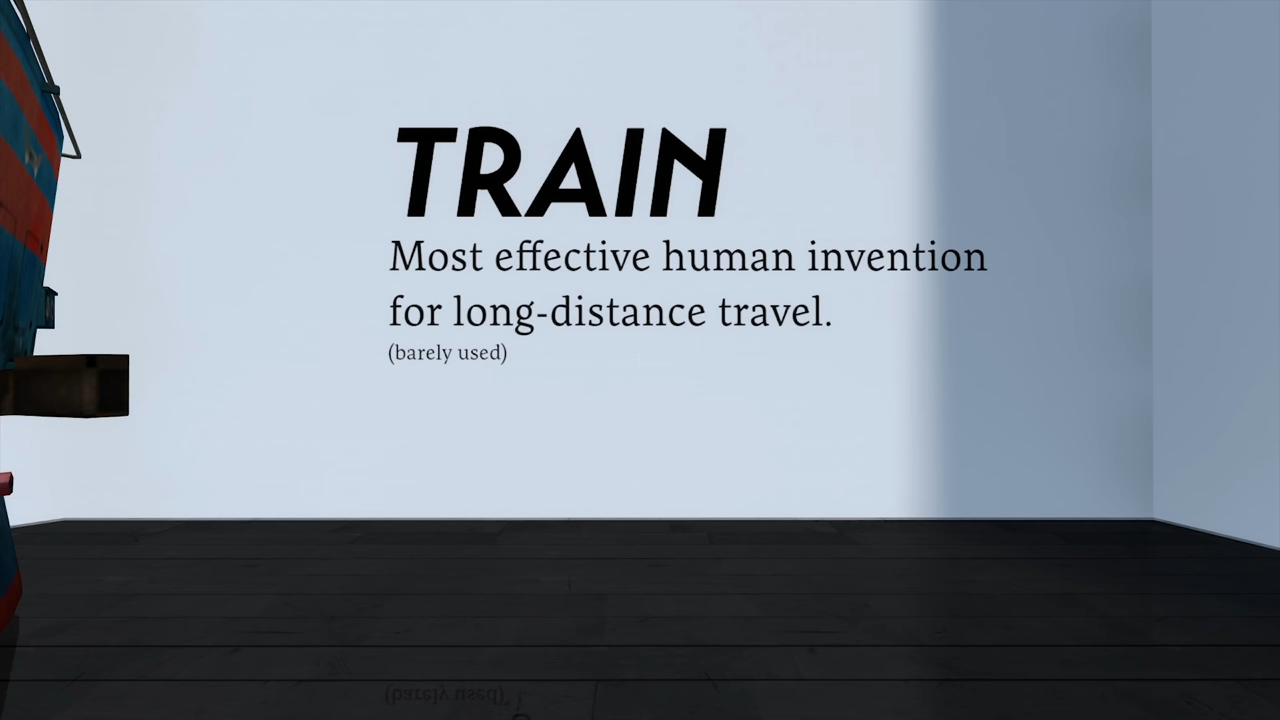 TRAIN
Most effective human invention
for long-distance travel.
(barely used)